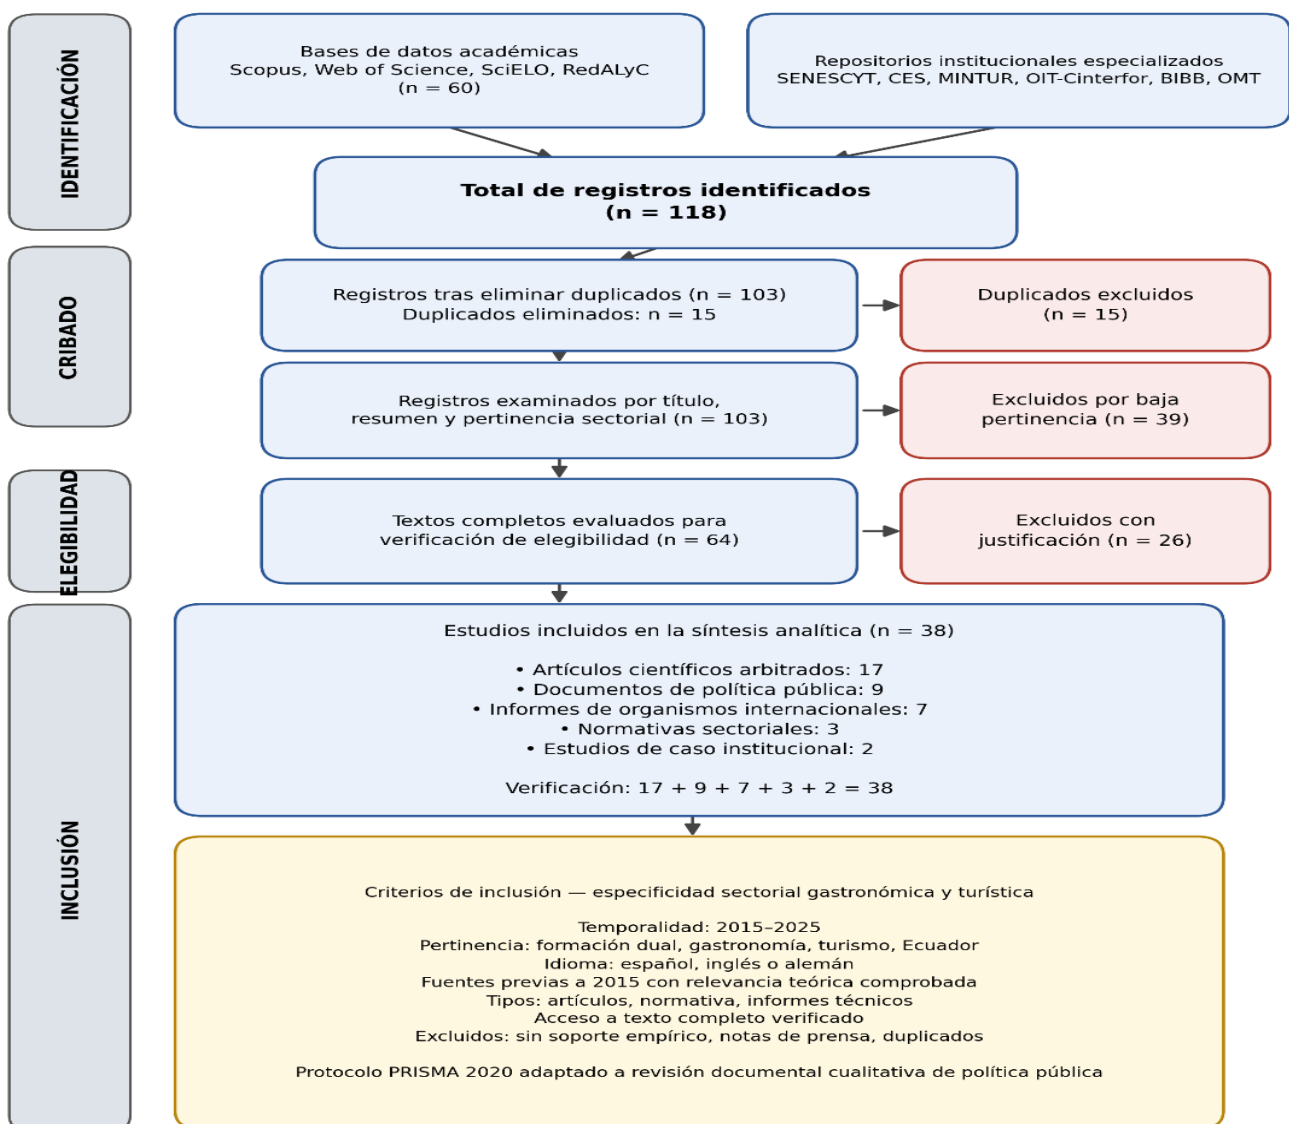 IDENTIFICACIÓN
Bases de datos académicas
Scopus, Web of Science, SciELO, RedALyC
(n = 60)
Repositorios institucionales especializados
SENESCYT, CES, MINTUR, OIT-Cinterfor, BIBB, OMT
Total de registros identificados
(n = 118)
CRIBADO
Registros tras eliminar duplicados (n = 103)
Duplicados eliminados: n = 15
Duplicados excluidos
(n = 15)
Registros examinados por título,
resumen y pertinencia sectorial (n = 103)
Excluidos por baja
pertinencia (n = 39)
ELEGIBILIDAD
Textos completos evaluados para
verificación de elegibilidad (n = 64)
Excluidos con
justificación (n = 26)
INCLUSIÓN
Estudios incluidos en la síntesis analítica (n = 38)
• Artículos científicos arbitrados: 17
• Documentos de política pública: 9
• Informes de organismos internacionales: 7
• Normativas sectoriales: 3
• Estudios de caso institucional: 2
Verificación: 17 + 9 + 7 + 3 + 2 = 38
Criterios de inclusión — especificidad sectorial gastronómica y turística
Temporalidad: 2015–2025
Pertinencia: formación dual, gastronomía, turismo, Ecuador
Idioma: español, inglés o alemán
Fuentes previas a 2015 con relevancia teórica comprobada
Tipos: artículos, normativa, informes técnicos
Acceso a texto completo verificado
Excluidos: sin soporte empírico, notas de prensa, duplicados
Protocolo PRISMA 2020 adaptado a revisión documental cualitativa de política pública